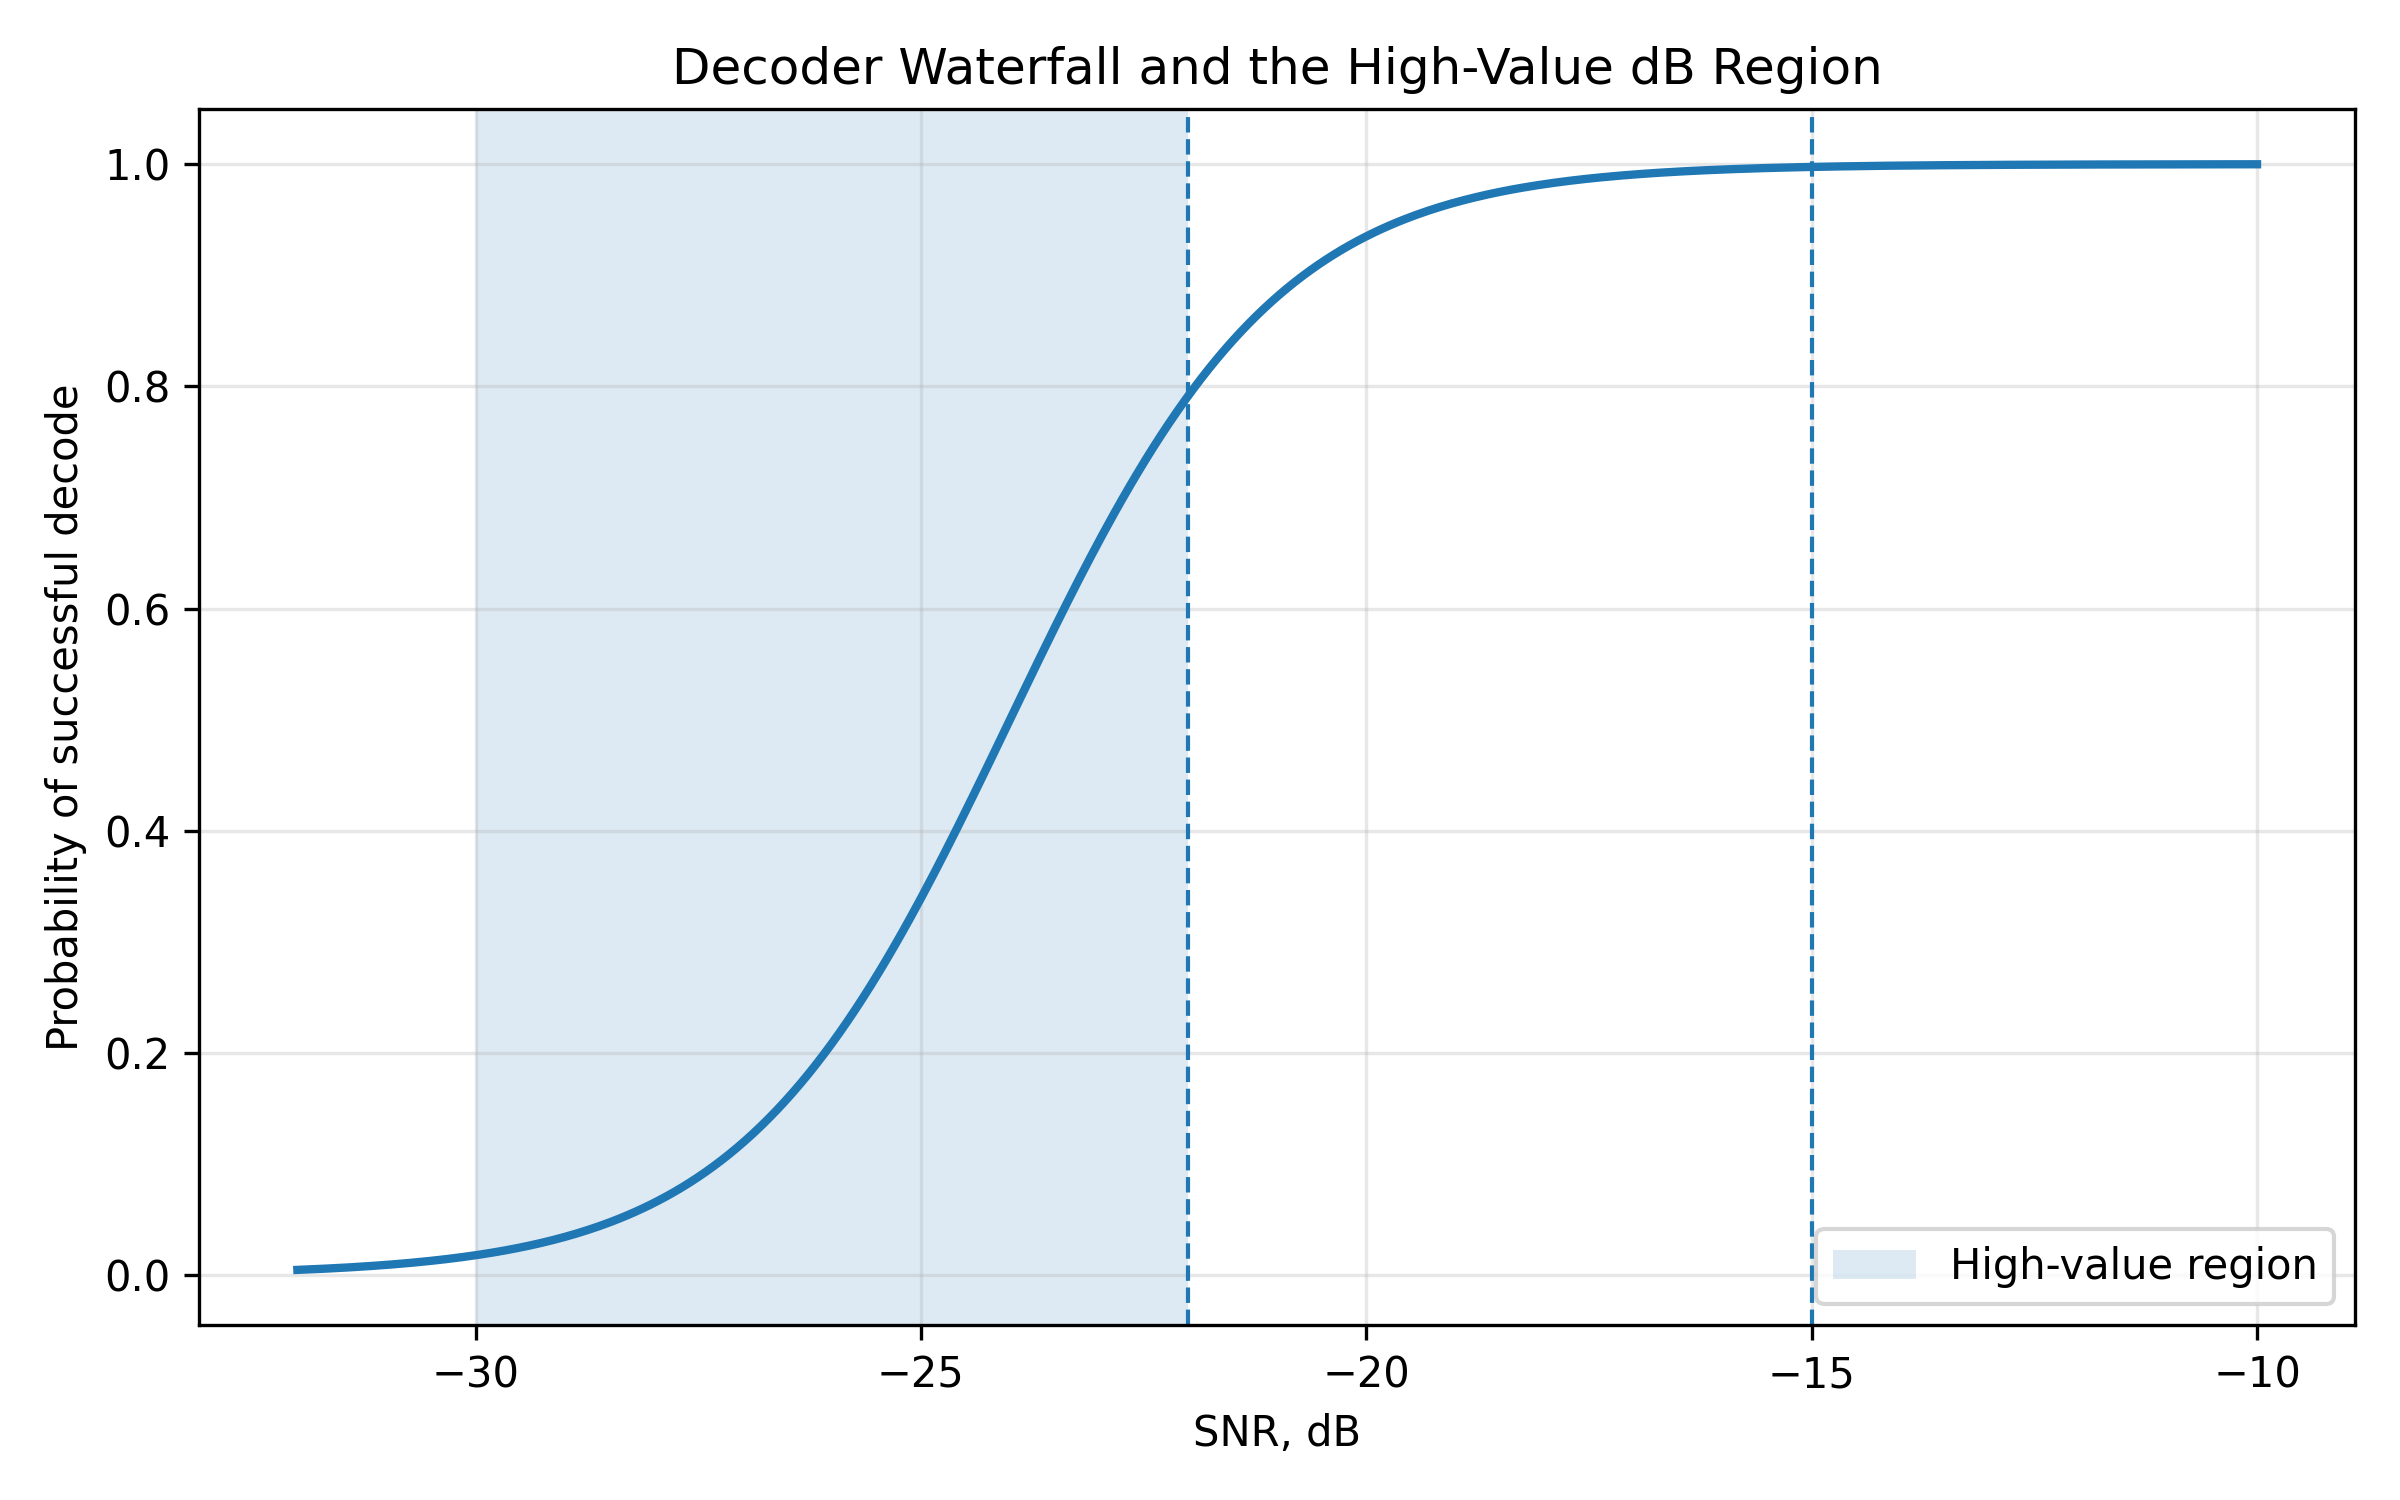 Decoder Waterfall and the High-Value dB Region
Probability of successful decode
1.0
0.8
0.6
0.4
0.2
0.0
High-value region
−30
−25
−20
−15
−10
SNR, dB